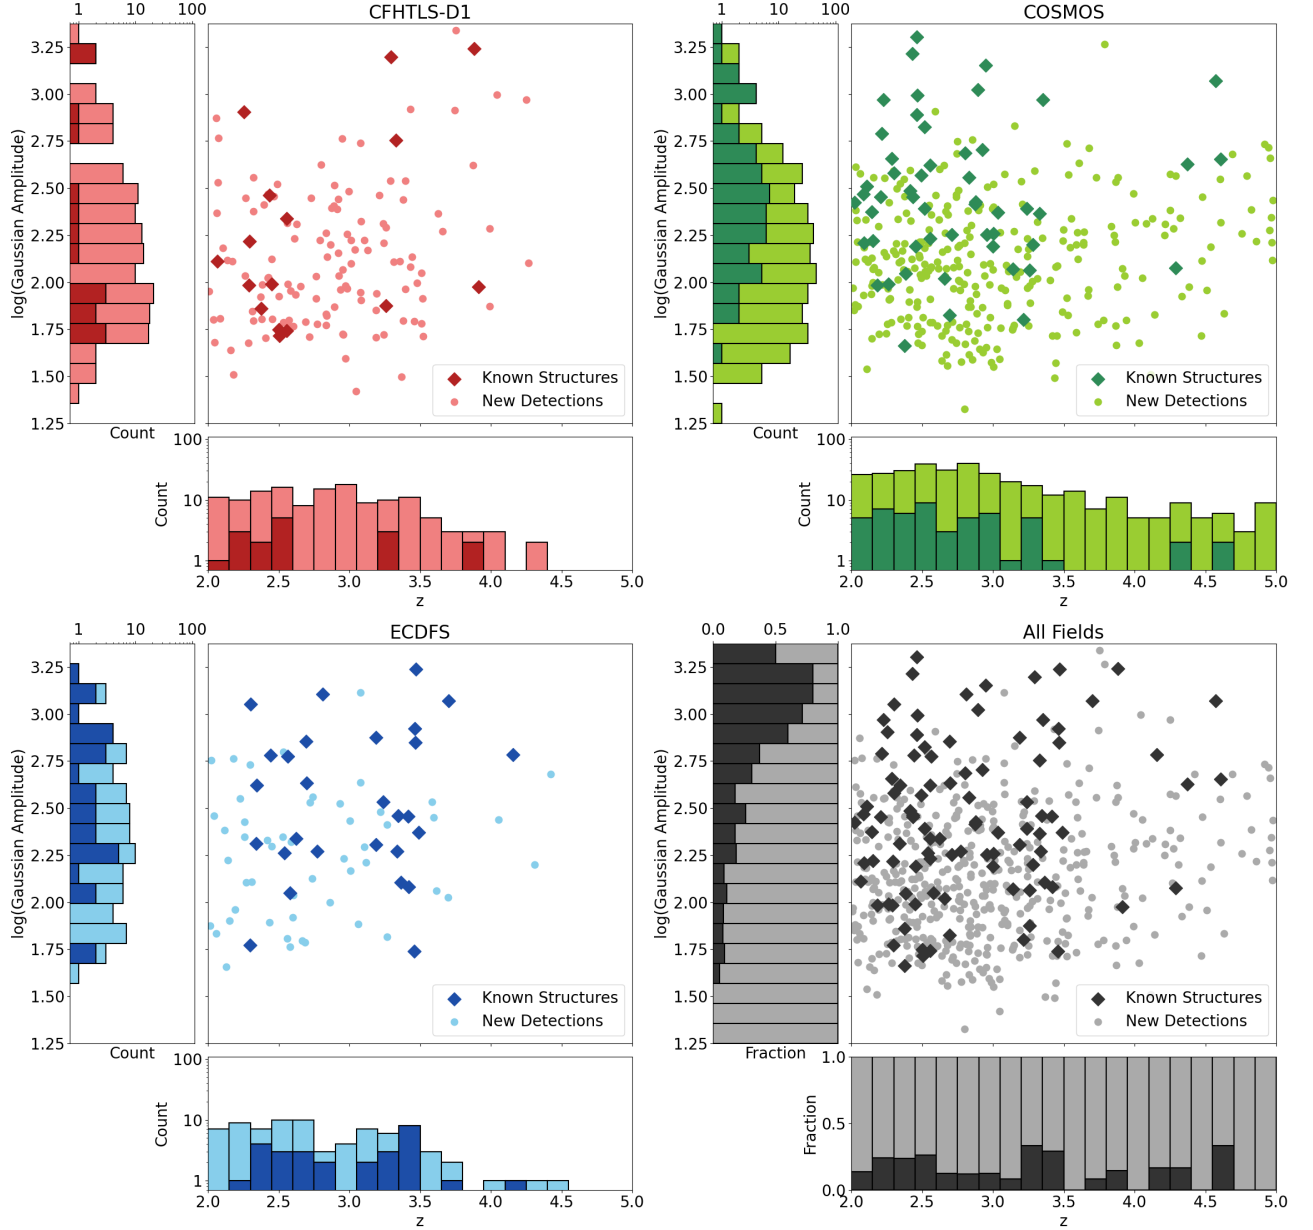 1 10 100 CFHTLS-D1
3.25
3.00
2.75
2.50
2.25
2.00
1.75
1.50
1.25
log(Gaussian Amplitude)
Known Structures
New Detections
Count
100
10
1
Count
2.0 2.5 3.0 3.5 4.0 4.5 5.0
z
1 10 100 COSMOS
3.25
3.00
2.75
2.50
2.25
2.00
1.75
1.50
1.25
log(Gaussian Amplitude)
Known Structures
New Detections
Count
100
10
1
Count
2.0 2.5 3.0 3.5 4.0 4.5 5.0
z
1 10 100 ECDFS
3.25
3.00
2.75
2.50
2.25
2.00
1.75
1.50
1.25
log(Gaussian Amplitude)
Known Structures
New Detections
Count
100
10
1
Count
2.0 2.5 3.0 3.5 4.0 4.5 5.0
z
0.0 0.5 1.0 All Fields
3.25
3.00
2.75
2.50
2.25
2.00
1.75
1.50
1.25
log(Gaussian Amplitude)
Known Structures
New Detections
Fraction
1.0
0.5
0.0
Fraction
2.0 2.5 3.0 3.5 4.0 4.5 5.0
z